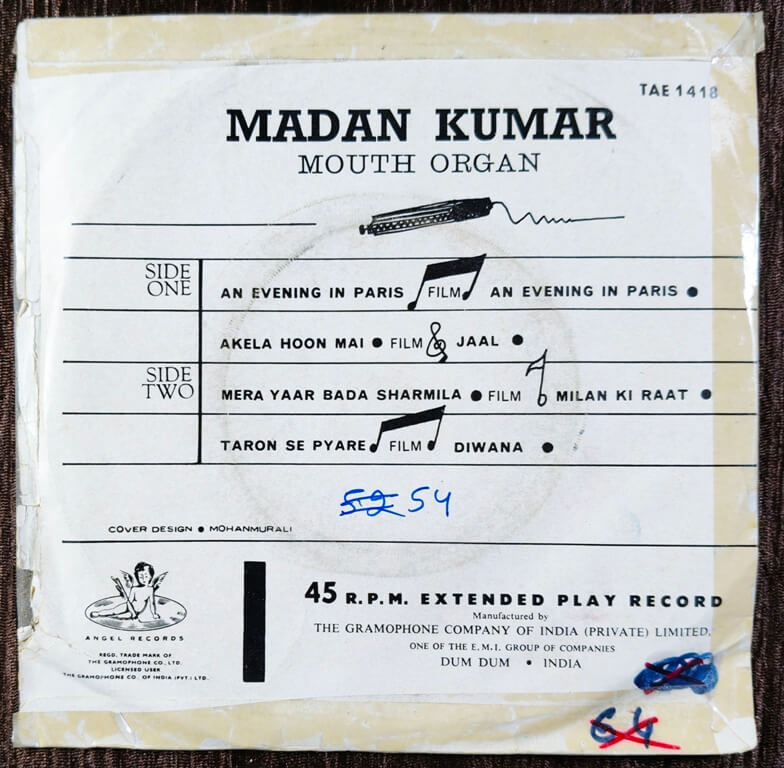 TAE 1418
MADAN KUMAR
MOUTH ORGAN
SIDE ONE
AN EVENING IN PARIS FILM AN EVENING IN PARIS ●
AKELA HOON MAI ● FILM JAAL ●
SIDE TWO
MERA YAAR BADA SHARMILA ● FILM MILAN KI RAAT ●
TARON SE PYARE FILM DIWANA ●
52 54
COVER DESIGN ● MOHANMURALI
ANGEL RECORDS
REGD. TRADE MARK OF
THE GRAMOPHONE CO., LTD.
LICENSED USER
THE GRAMOPHONE CO. OF INDIA (PVT.) LTD.
45 R.P.M. EXTENDED PLAY RECORD
Manufactured by
THE GRAMOPHONE COMPANY OF INDIA (PRIVATE) LIMITED.
ONE OF THE E.M.I. GROUP OF COMPANIES
DUM DUM • INDIA
64